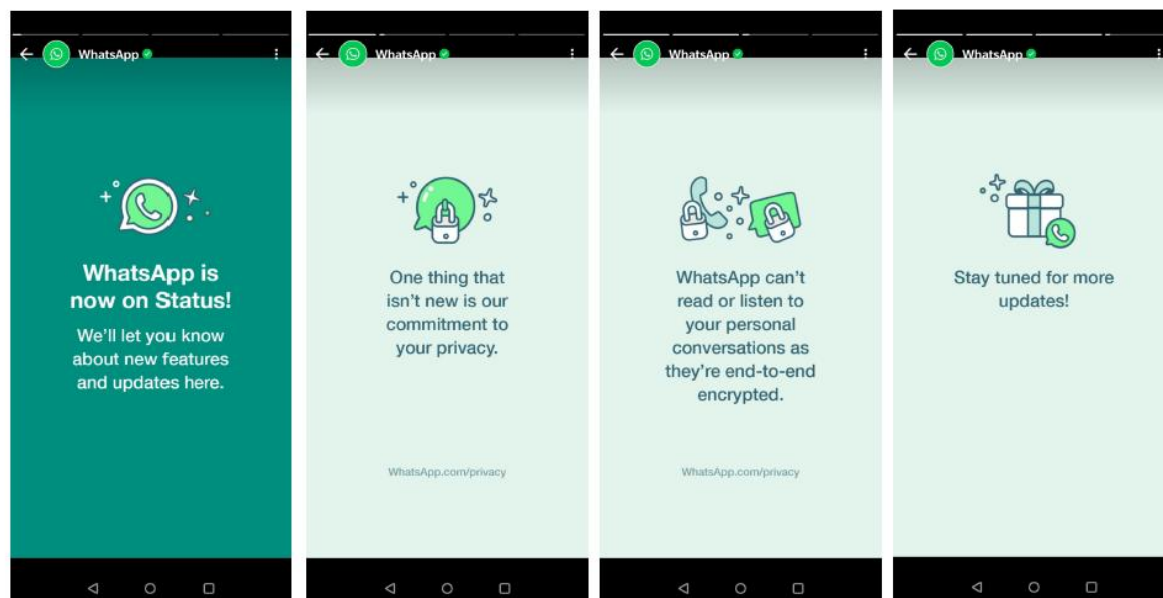 WhatsApp
WhatsApp is
now on Status!
We'll let you know
about new features
and updates here.
WhatsApp
One thing that
isn't new is our
commitment to
your privacy.
WhatsApp.com/privacy
WhatsApp
WhatsApp can't
read or listen to
your personal
conversations as
they're end-to-end
encrypted.
WhatsApp.com/privacy
WhatsApp
Stay tuned for more
updates!